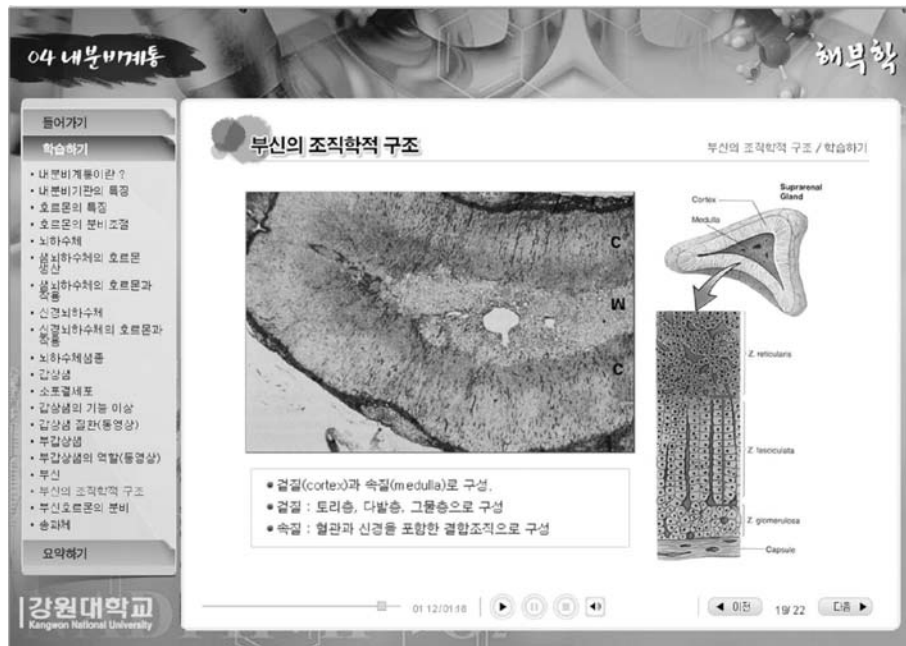 04 내분비계통
해부학
들어가기
학습하기
• 내분비계통이란 ?
• 내분비기관의 특징
• 호르몬의 특징
• 호르몬의 분비조절
• 뇌하수체
• 샘뇌하수체의 호르몬
생산
• 샘뇌하수체의 호르몬과
작용
• 신경뇌하수체
• 신경뇌하수체의 호르몬과
작용
• 뇌하수체샘종
• 갑상샘
• 소포곁세포
• 갑상샘의 기능 이상
• 갑상샘 질환(동영상)
• 부갑상샘
• 부갑상샘의 역할(동영상)
• 부신
• 부신의 조직학적 구조
• 부신호르몬의 분비
• 송과체
요약하기
강원대학교
Kangwon National University
부신의 조직학적 구조
부신의 조직학적 구조 / 학습하기
C
M
C
Suprarenal
Gland
Cortex
Medulla
Z. reticularis
Z. fasciculata
Z. glomerulosa
Capsule
• 겉질(cortex)과 속질(medulla)로 구성.
• 겉질 : 토리층, 다발층, 그물층으로 구성
• 속질 : 혈관과 신경을 포함한 결합조직으로 구성
01:12/01:18
◀ 이전
19/22
다음 ▶